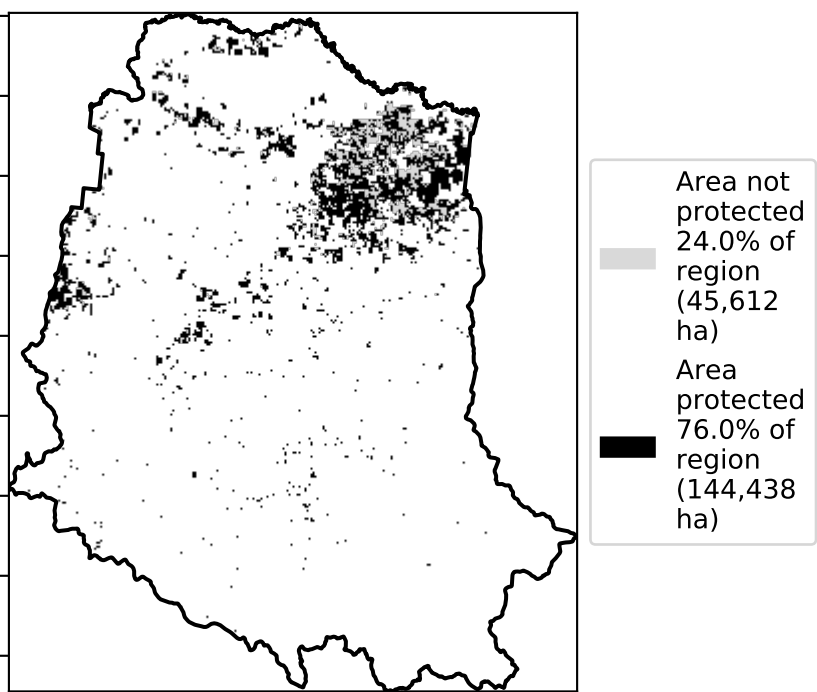 Area not
protected
24.0% of
region
(45,612
ha)
Area
protected
76.0% of
region
(144,438
ha)